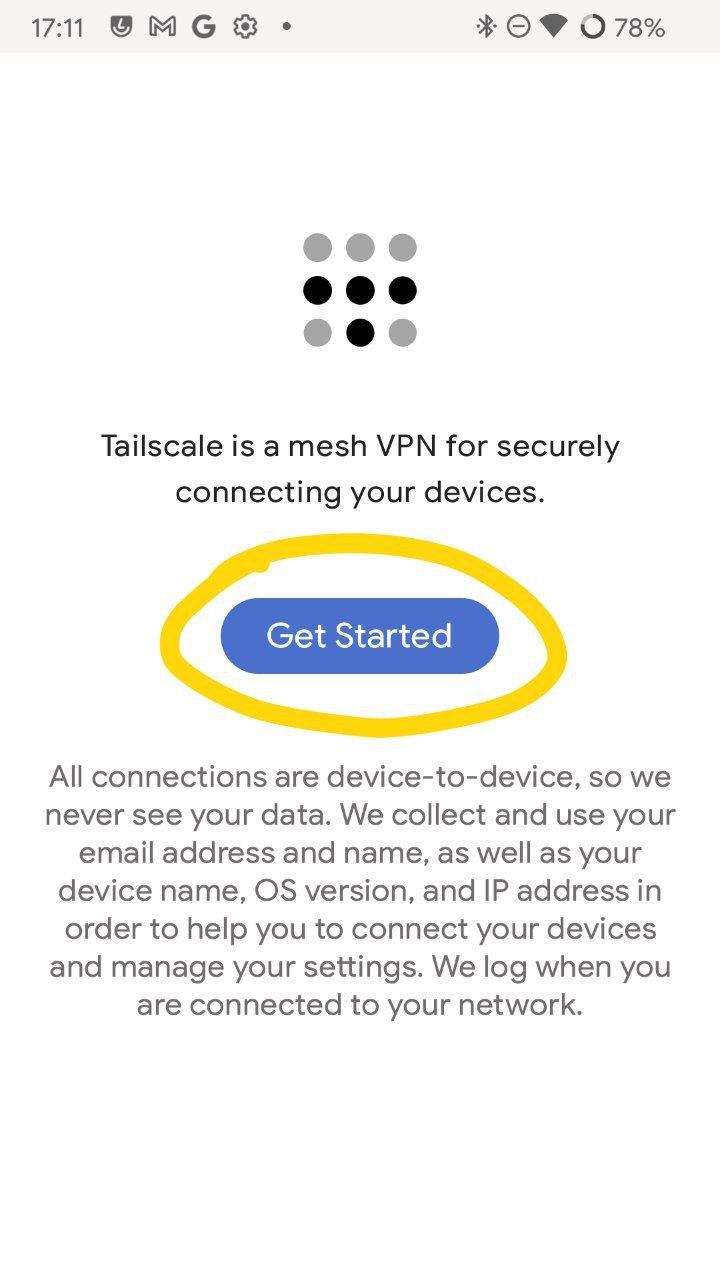 17:11
78%
Tailscale is a mesh VPN for securely
connecting your devices.
Get Started
All connections are device-to-device, so we
never see your data. We collect and use your
email address and name, as well as your
device name, OS version, and IP address in
order to help you to connect your devices
and manage your settings. We log when you
are connected to your network.